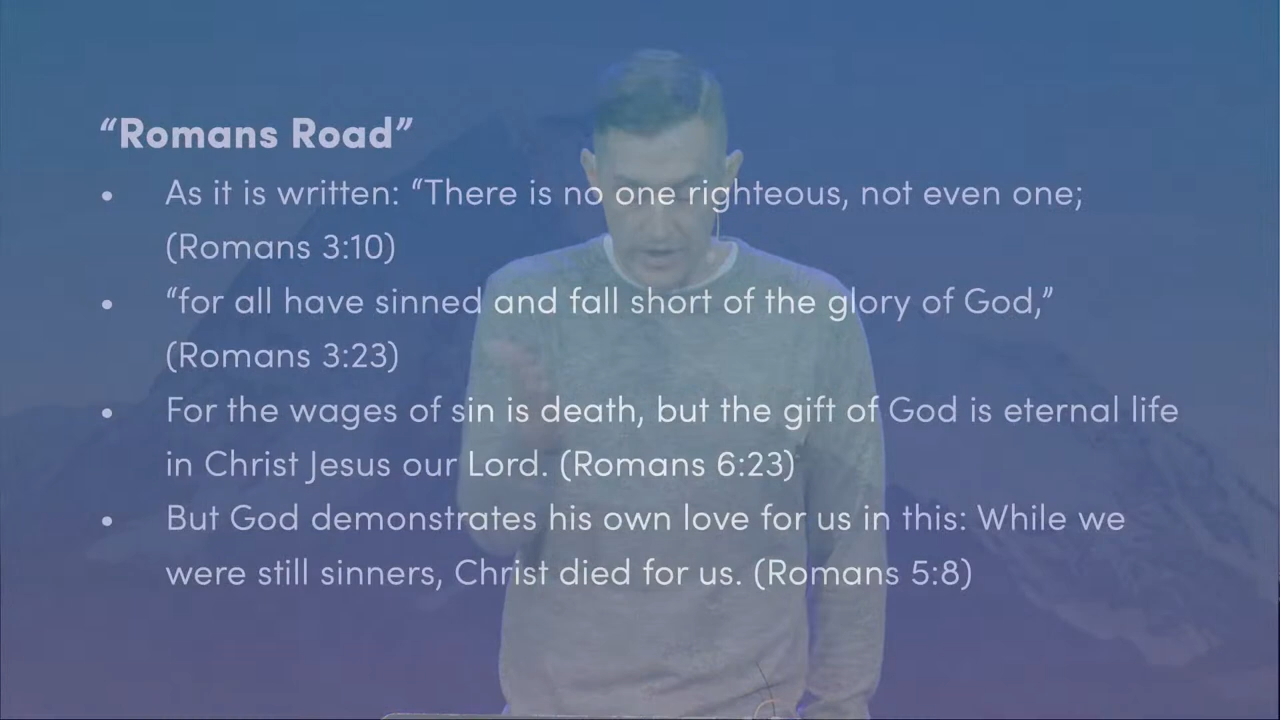 “Romans Road”
• As it is written: “There is no one righteous, not even one;
(Romans 3:10)
• “for all have sinned and fall short of the glory of God,”
(Romans 3:23)
• For the wages of sin is death, but the gift of God is eternal life
in Christ Jesus our Lord. (Romans 6:23)
• But God demonstrates his own love for us in this: While we
were still sinners, Christ died for us. (Romans 5:8)